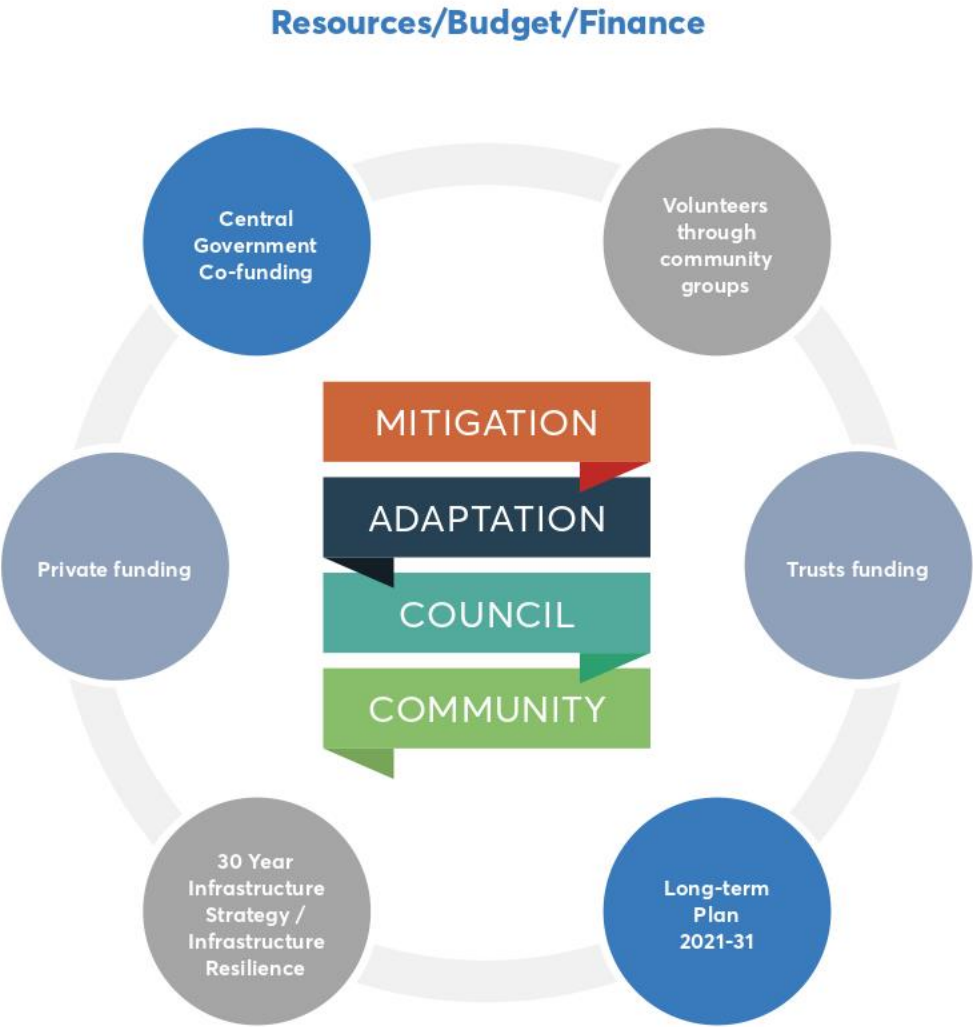 Resources/Budget/Finance
Central
Government
Co-funding
Volunteers
through
community
groups
MITIGATION
ADAPTATION
COUNCIL
COMMUNITY
Private funding
Trusts funding
30 Year
Infrastructure
Strategy /
Infrastructure
Resilience
Long-term
Plan
2021-31